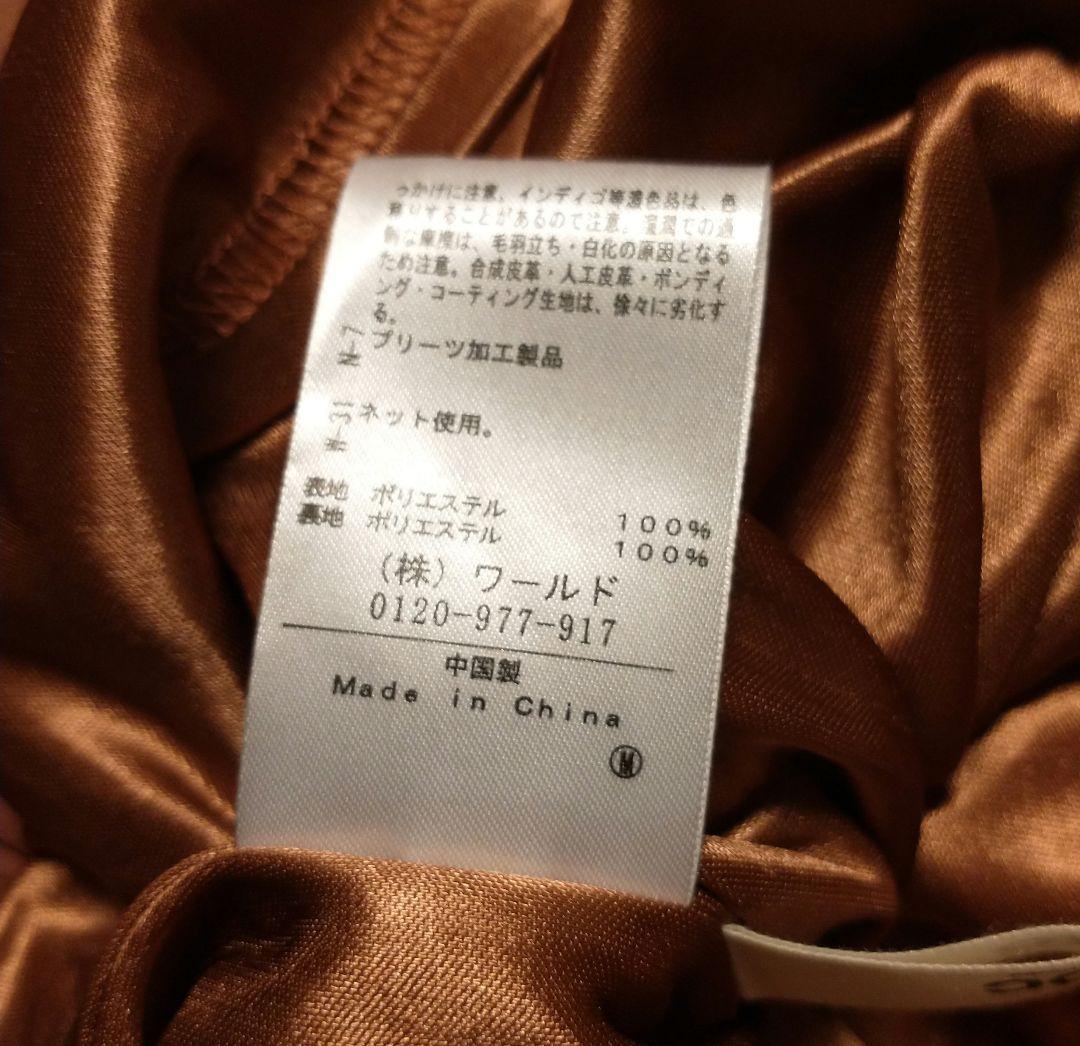 っかけに注意。インディゴ等濃色品は、色
移りすることがあるので注意。湿潤での過
剰な摩擦は、毛羽立ち・白化の原因となる
ため注意。合成皮革・人工皮革・ボンディ
ング・コーティング生地は、徐々に劣化す
る。
プリーツ加工製品
ネット使用。
表地 ポリエステル 100%
裏地 ポリエステル 100%
(株) ワールド
0120-977-917
中国製
Made in China